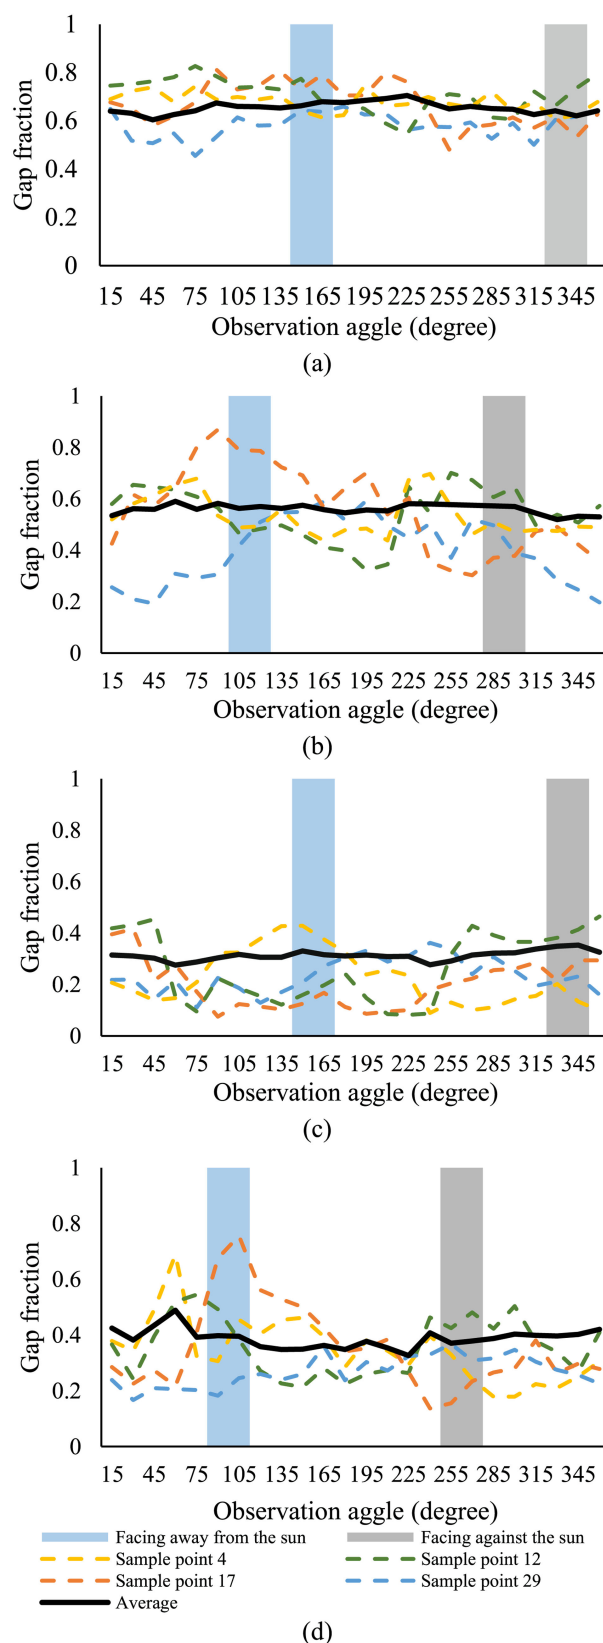 1
0.8
0.6
0.4
0.2
0
Gap fraction
15 45 75 105 135 165 195 225 255 285 315 345
Observation aggle (degree)
(a)
1
0.8
0.6
0.4
0.2
0
Gap fraction
15 45 75 105 135 165 195 225 255 285 315 345
Observation aggle (degree)
(b)
1
0.8
0.6
0.4
0.2
0
Gap fraction
15 45 75 105 135 165 195 225 255 285 315 345
Observation aggle (degree)
(c)
1
0.8
0.6
0.4
0.2
0
Gap fraction
15 45 75 105 135 165 195 225 255 285 315 345
Observation aggle (degree)
Facing away from the sun Facing against the sun
Sample point 4 Sample point 12
Sample point 17 Sample point 29
Average
(d)